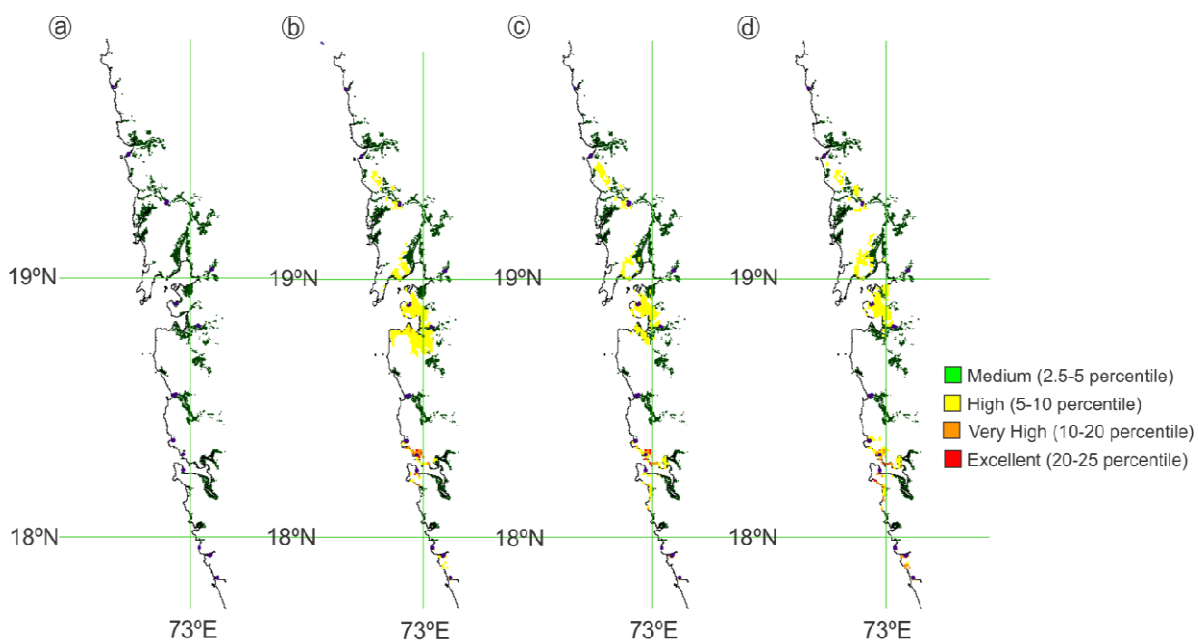 ⓐ ⓑ ⓒ ⓓ
19ºN 19ºN 19ºN 19ºN
Medium (2.5-5 percentile)
High (5-10 percentile)
Very High (10-20 percentile)
Excellent (20-25 percentile)
18ºN 18ºN 18ºN 18ºN
73ºE 73ºE 73ºE 73ºE